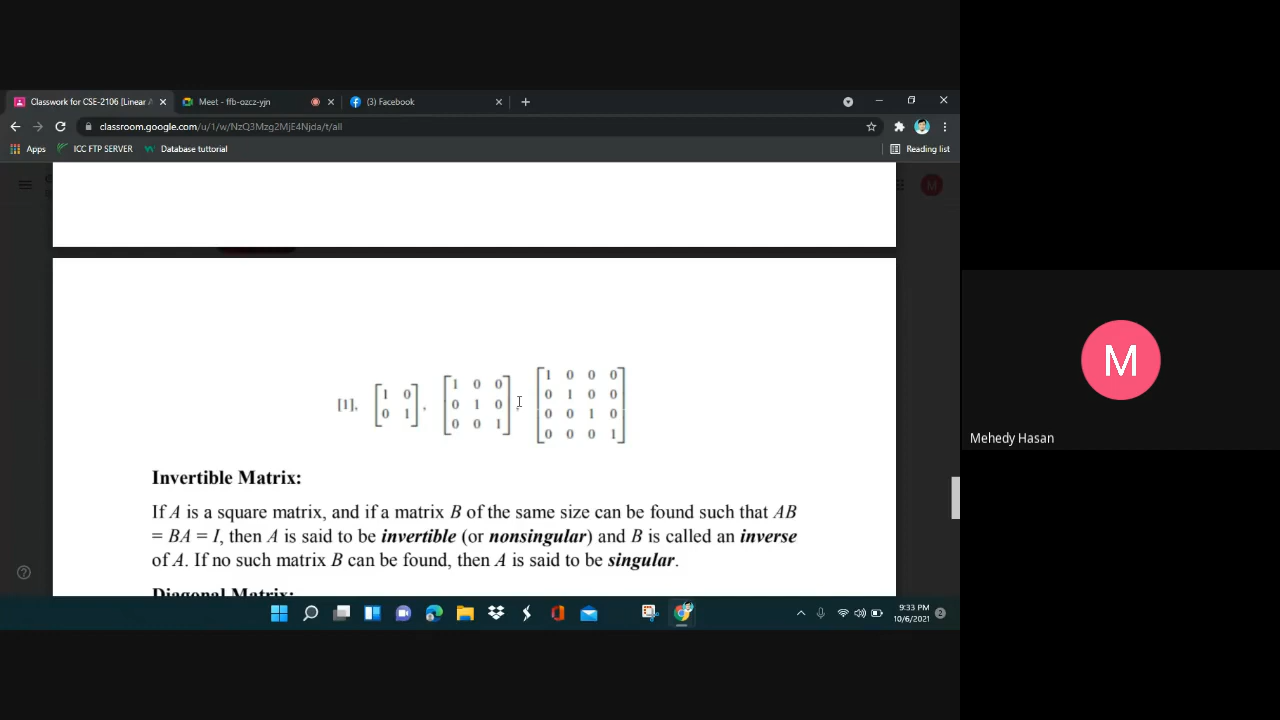 Classwork for CSE-2106 [Linear A
Meet - ffb-ozcz-yjn
(3) Facebook
classroom.google.com/u/1/w/NzQ3Mzg2MjE4Njda/t/all
Apps
ICC FTP SERVER
Database tuttorial
Reading list
M
[1], [1 0 , [1 0 0 , [1 0 0 0
0 1] 0 1 0 0 1 0 0
0 0 1] 0 0 1 0
0 0 0 1]
Invertible Matrix:
If A is a square matrix, and if a matrix B of the same size can be found such that AB
= BA = I, then A is said to be invertible (or nonsingular) and B is called an inverse
of A. If no such matrix B can be found, then A is said to be singular.
Diagonal Matrix:
9:33 PM
10/6/2021
2
M
Mehedy Hasan